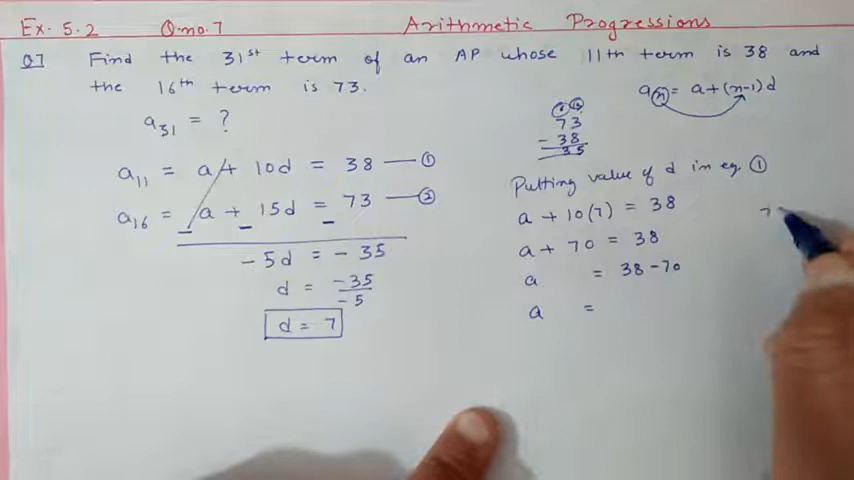 Ex. 5.2 Q.no.7 Arithmetic Progressions
Q7 Find the 31st term of an AP whose 11th term is 38 and
the 16th term is 73.
a31 = ?
a11 = a + 10d = 38 — ①
a16 = a + 15d = 73 — ②
- - -
-5d = -35
d = -35/-5
d = 7
an = a+(n-1)d
6 13
73
- 38
35
Putting value of d in eq. ①
a + 10(7) = 38
a + 70 = 38
a = 38-70
a =
7